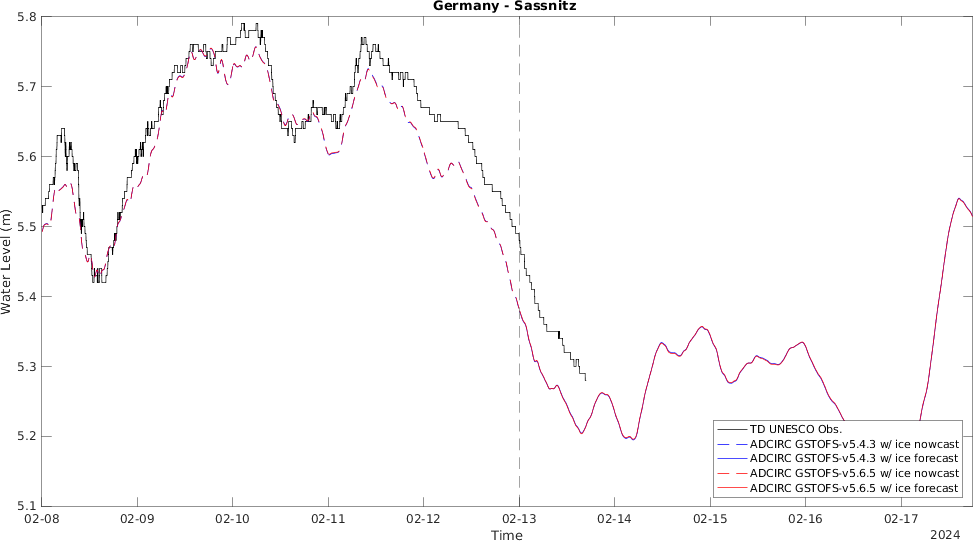 Germany - Sassnitz
5.8
5.7
5.6
5.5
5.4
5.3
5.2
5.1
Water Level (m)
TD UNESCO Obs.
ADCIRC GSTOFS-v5.4.3 w/ ice nowcast
ADCIRC GSTOFS-v5.4.3 w/ ice forecast
ADCIRC GSTOFS-v5.6.5 w/ ice nowcast
ADCIRC GSTOFS-v5.6.5 w/ ice forecast
02-08 02-09 02-10 02-11 02-12 02-13 02-14 02-15 02-16 02-17
Time
2024